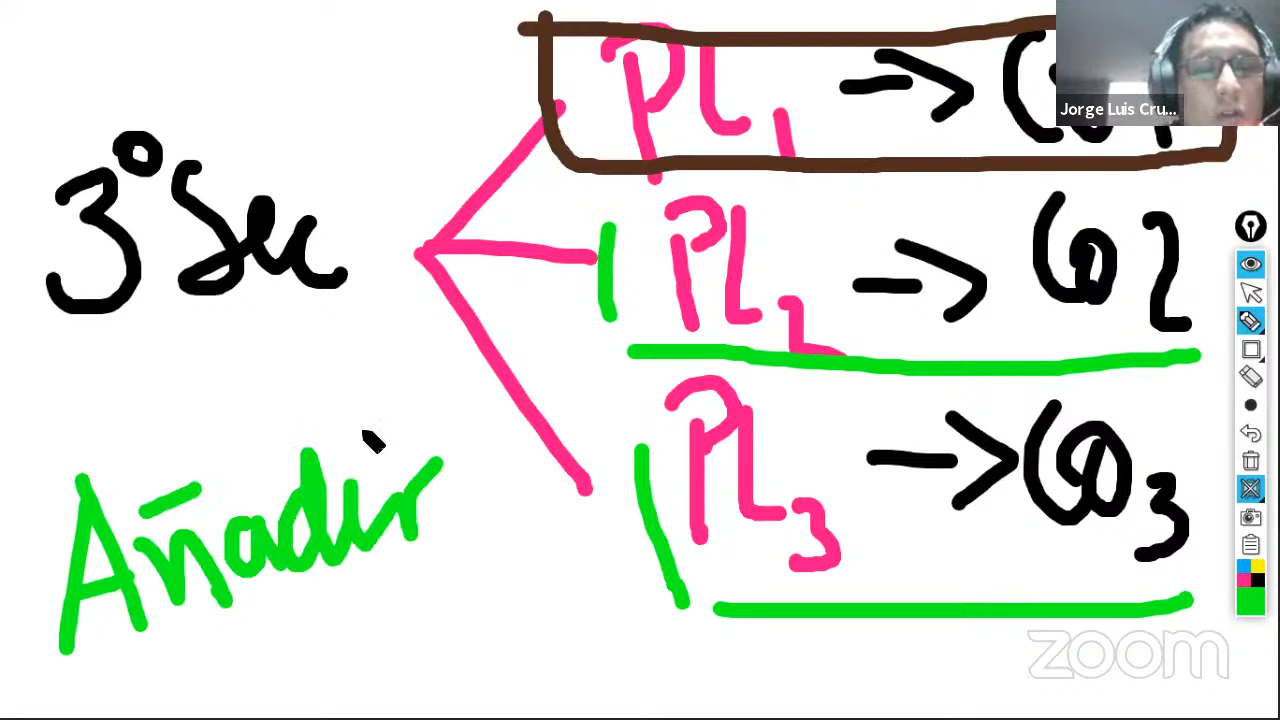 PL1 →
Jorge Luis Cru...
3° Sec
PL2 → CO2
PL3 → CO3
Añadir
zoom